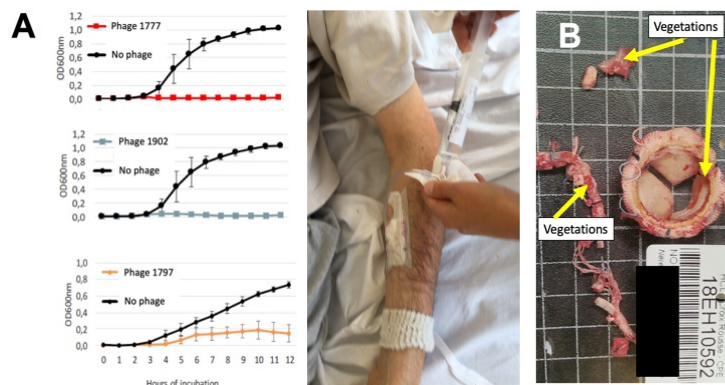 A
OD600nm
1,2
1,0
0,8
0,6
0,4
0,2
0,0
Phage 1777
No phage
OD600nm
1,2
1,0
0,8
0,6
0,4
0,2
0,0
Phage 1902
No phage
OD600nm
0,8
0,6
0,4
0,2
0,0
Phage 1797
No phage
0 1 2 3 4 5 6 7 8 9 10 11 12
Hours of incubation
B
Vegetations
Vegetations
18EH10592